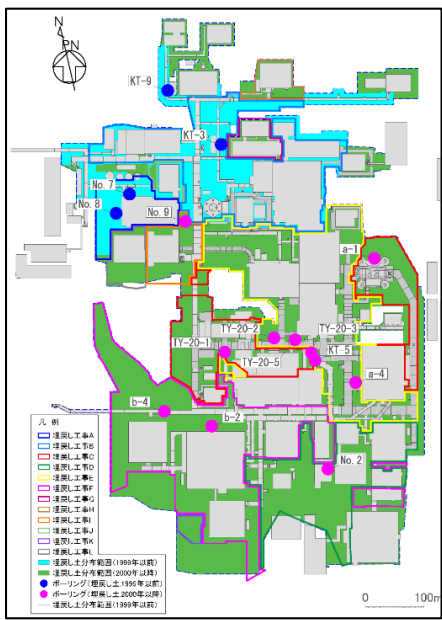 N
PN
KT-9
KT-3
No. 7
No. 8
No. 9
a-1
TY-20-2
TY-20-3
TY-20-1
KT-5
TY-20-5
a-4
b-4
b-2
No. 2
凡 例
埋戻し工事A
埋戻し工事B
埋戻し工事C
埋戻し工事D
埋戻し工事E
埋戻し工事F
埋戻し工事G
埋戻し工事H
埋戻し工事I
埋戻し工事J
埋戻し工事K
埋戻し工事L
埋戻し土分布範囲(1999年以前)
埋戻し土分布範囲(2000年以降)
ボーリング(埋戻し土:1999年以前)
ボーリング(埋戻し土:2000年以降)
埋戻し土分布範囲(1999年以前)
0 100m